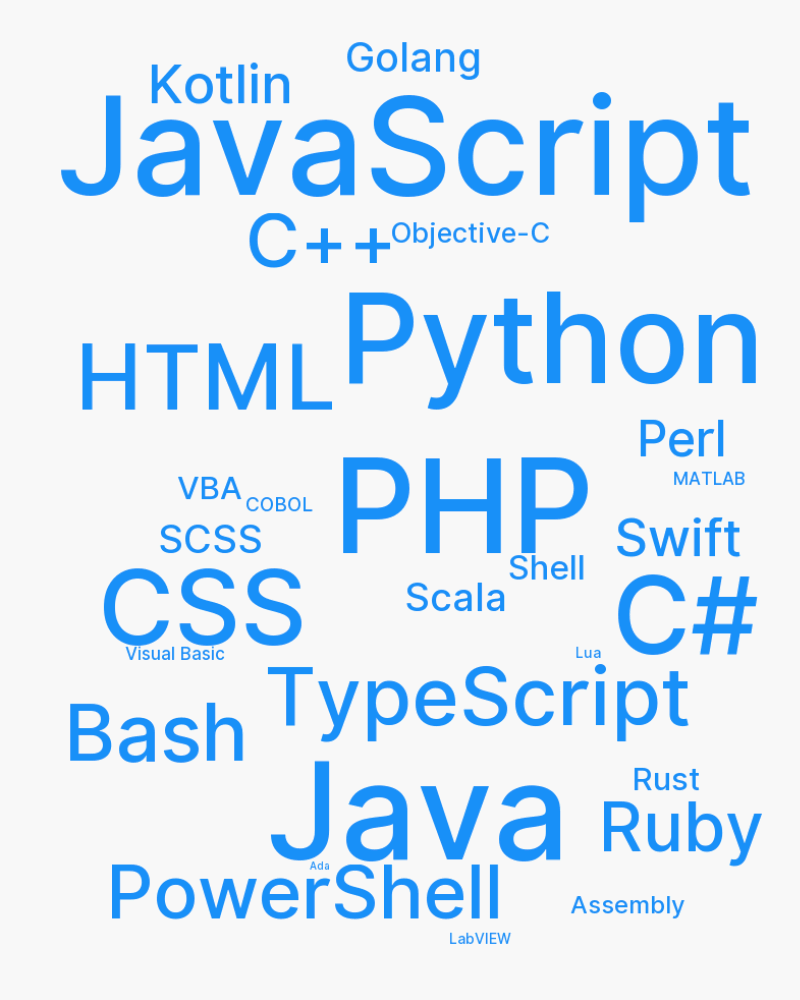 Golang
Kotlin
JavaScript
C++
Objective-C
Python
HTML
Perl
PHP
MATLAB
VBA
COBOL
SCSS
Swift
Shell
CSS
Scala
C#
Visual Basic
Lua
TypeScript
Bash
Java
Rust
Ruby
Ada
PowerShell
Assembly
LabVIEW